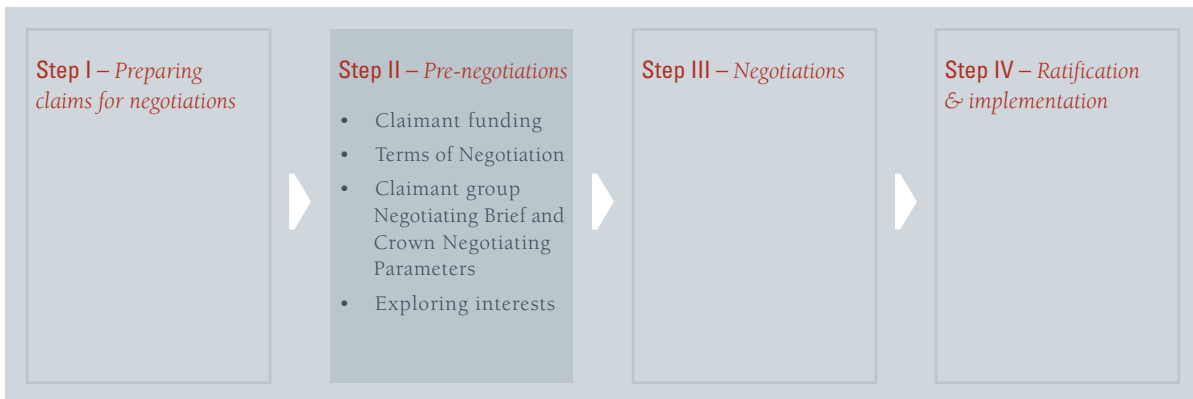 Step I – Preparing
claims for negotiations
Step II – Pre-negotiations
• Claimant funding
• Terms of Negotiation
• Claimant group
Negotiating Brief and
Crown Negotiating
Parameters
• Exploring interests
Step III – Negotiations
Step IV – Ratification
& implementation